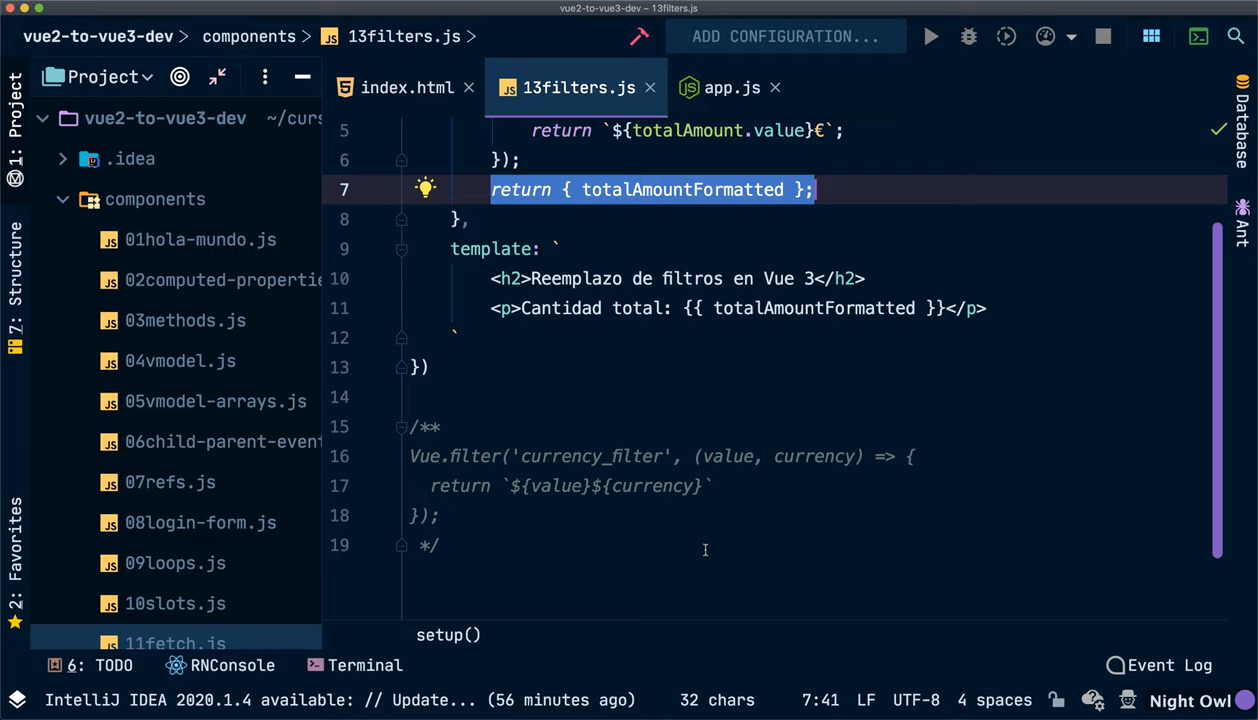 vue2-to-vue3-dev – 13filters.js
vue2-to-vue3-dev > components > 13filters.js >
ADD CONFIGURATION...
1: Project
7: Structure
2: Favorites
Project
vue2-to-vue3-dev ~/curs
.idea
components
01hola-mundo.js
02computed-propertie
03methods.js
04vmodel.js
05vmodel-arrays.js
06child-parent-event
07refs.js
08login-form.js
09loops.js
10slots.js
11fetch.js
index.html
13filters.js
app.js
5 return `${totalAmount.value}€`;
6 });
7 return { totalAmountFormatted };
8 },
9 template: `
10 <h2>Reemplazo de filtros en Vue 3</h2>
11 <p>Cantidad total: {{ totalAmountFormatted }}</p>
12 `
13 })
14
15 /**
16 Vue.filter('currency_filter', (value, currency) => {
17 return `${value}${currency}`
18 });
19 */
setup()
Database
Ant
6: TODO
RNConsole
Terminal
Event Log
IntelliJ IDEA 2020.1.4 available: // Update... (56 minutes ago) 32 chars 7:41 LF UTF-8 4 spaces Night Owl